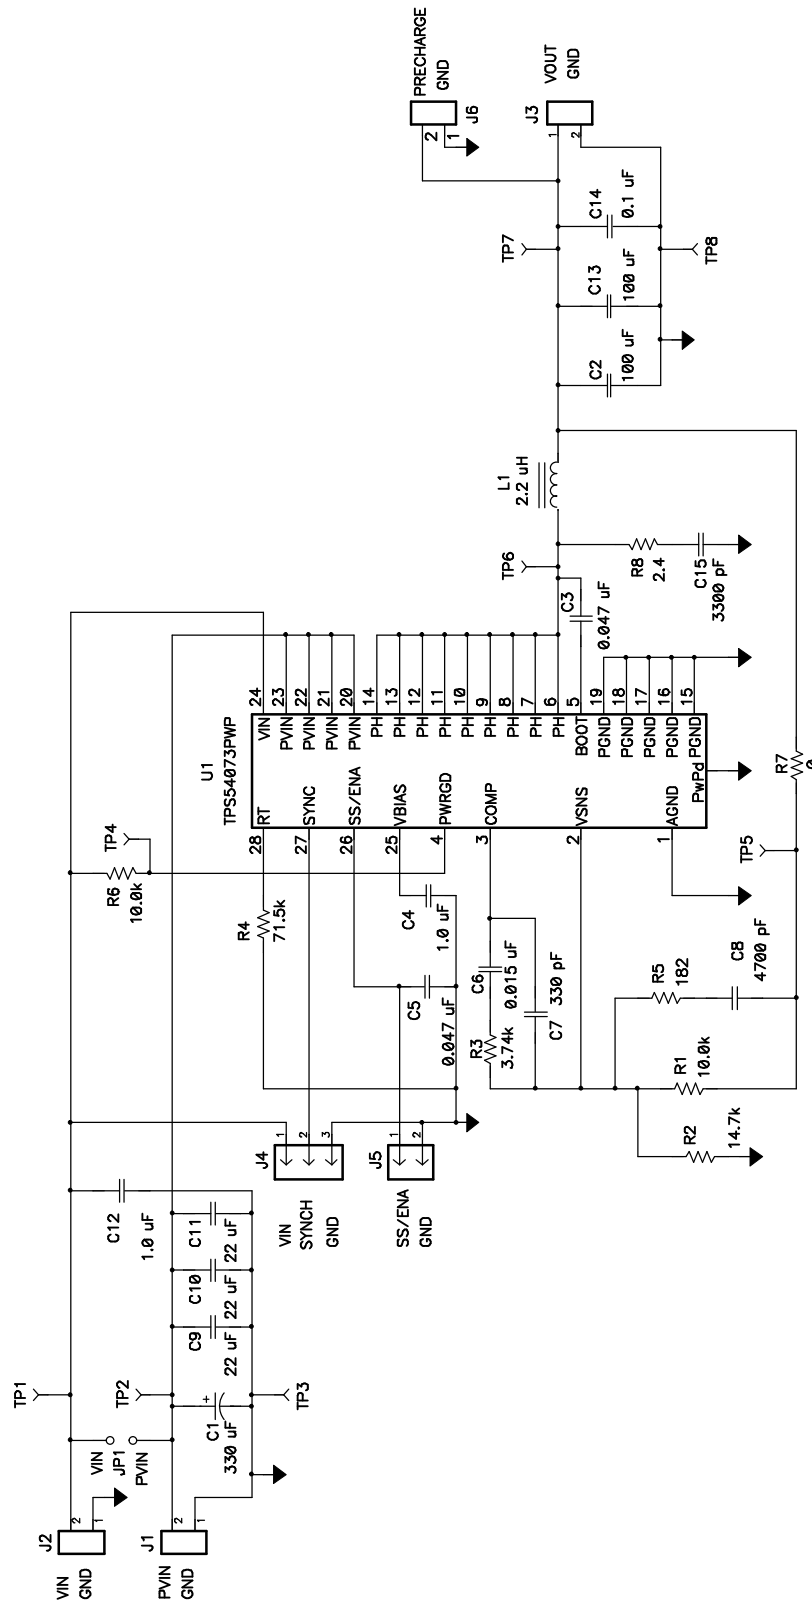 PRECHARGE
GND
2
1
J6
VOUT
GND
1
2
J3
C14
0.1 uF
TP7
TP8
C13
100 uF
C2
100 uF
L1
2.2 uH
TP6
R8
2.4
C15
3300 pF
C3
0.047 uF
U1
TPS54073PWP
24
23
22
21
20
14
13
12
11
10
9
8
7
6
5
19
18
17
16
15
VIN
PVIN
PVIN
PVIN
PVIN
PH
PH
PH
PH
PH
PH
PH
PH
PH
BOOT
PGND
PGND
PGND
PGND
PGND
PwPd
RT
SYNC
SS/ENA
VBIAS
PWRGD
COMP
VSNS
AGND
28
27
26
25
4
3
2
1
R7
0
TP4
R6
10.0k
R4
71.5k
C4
1.0 uF
C5
0.047 uF
C6
0.015 uF
R3
3.74k
C7
330 pF
TP5
R5
182
C8
4700 pF
R1
10.0k
R2
14.7k
J4
1
2
3
VIN
SYNCH
GND
J5
1
2
SS/ENA
GND
C12
1.0 uF
C11
22 uF
C10
22 uF
C9
22 uF
TP1
TP2
TP3
C1
+
330 uF
VIN
JP1
PVIN
J2
2
1
VIN
GND
J1
2
1
PVIN
GND